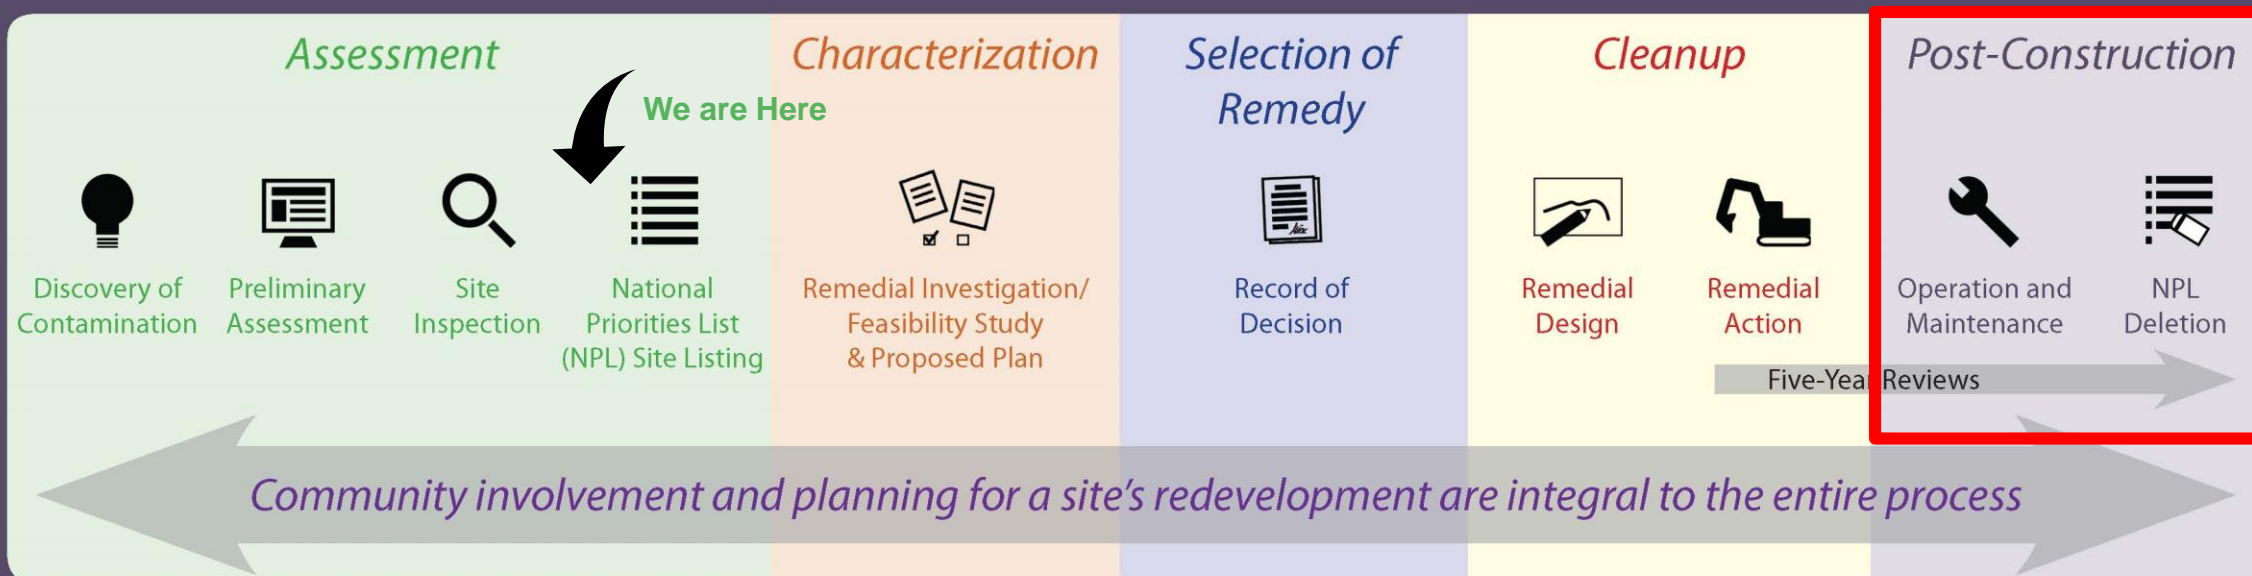 Assessment
We are Here
Discovery of
Contamination
Preliminary
Assessment
Site
Inspection
National
Priorities List
(NPL) Site Listing
Characterization
Remedial Investigation/
Feasibility Study
& Proposed Plan
Selection of
Remedy
Record of
Decision
Cleanup
Remedial
Design
Remedial
Action
Post-Construction
Operation and
Maintenance
NPL
Deletion
Five-Year Reviews
Community involvement and planning for a site's redevelopment are integral to the entire process